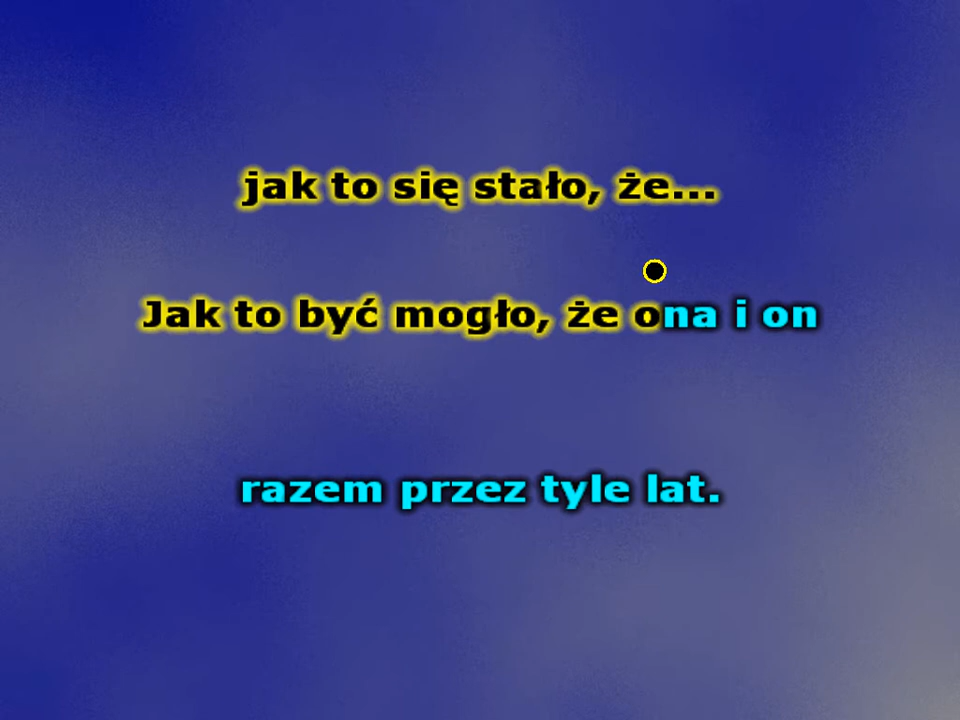 jak to się stało, że...
Jak to być mogło, że ona i on
razem przez tyle lat.